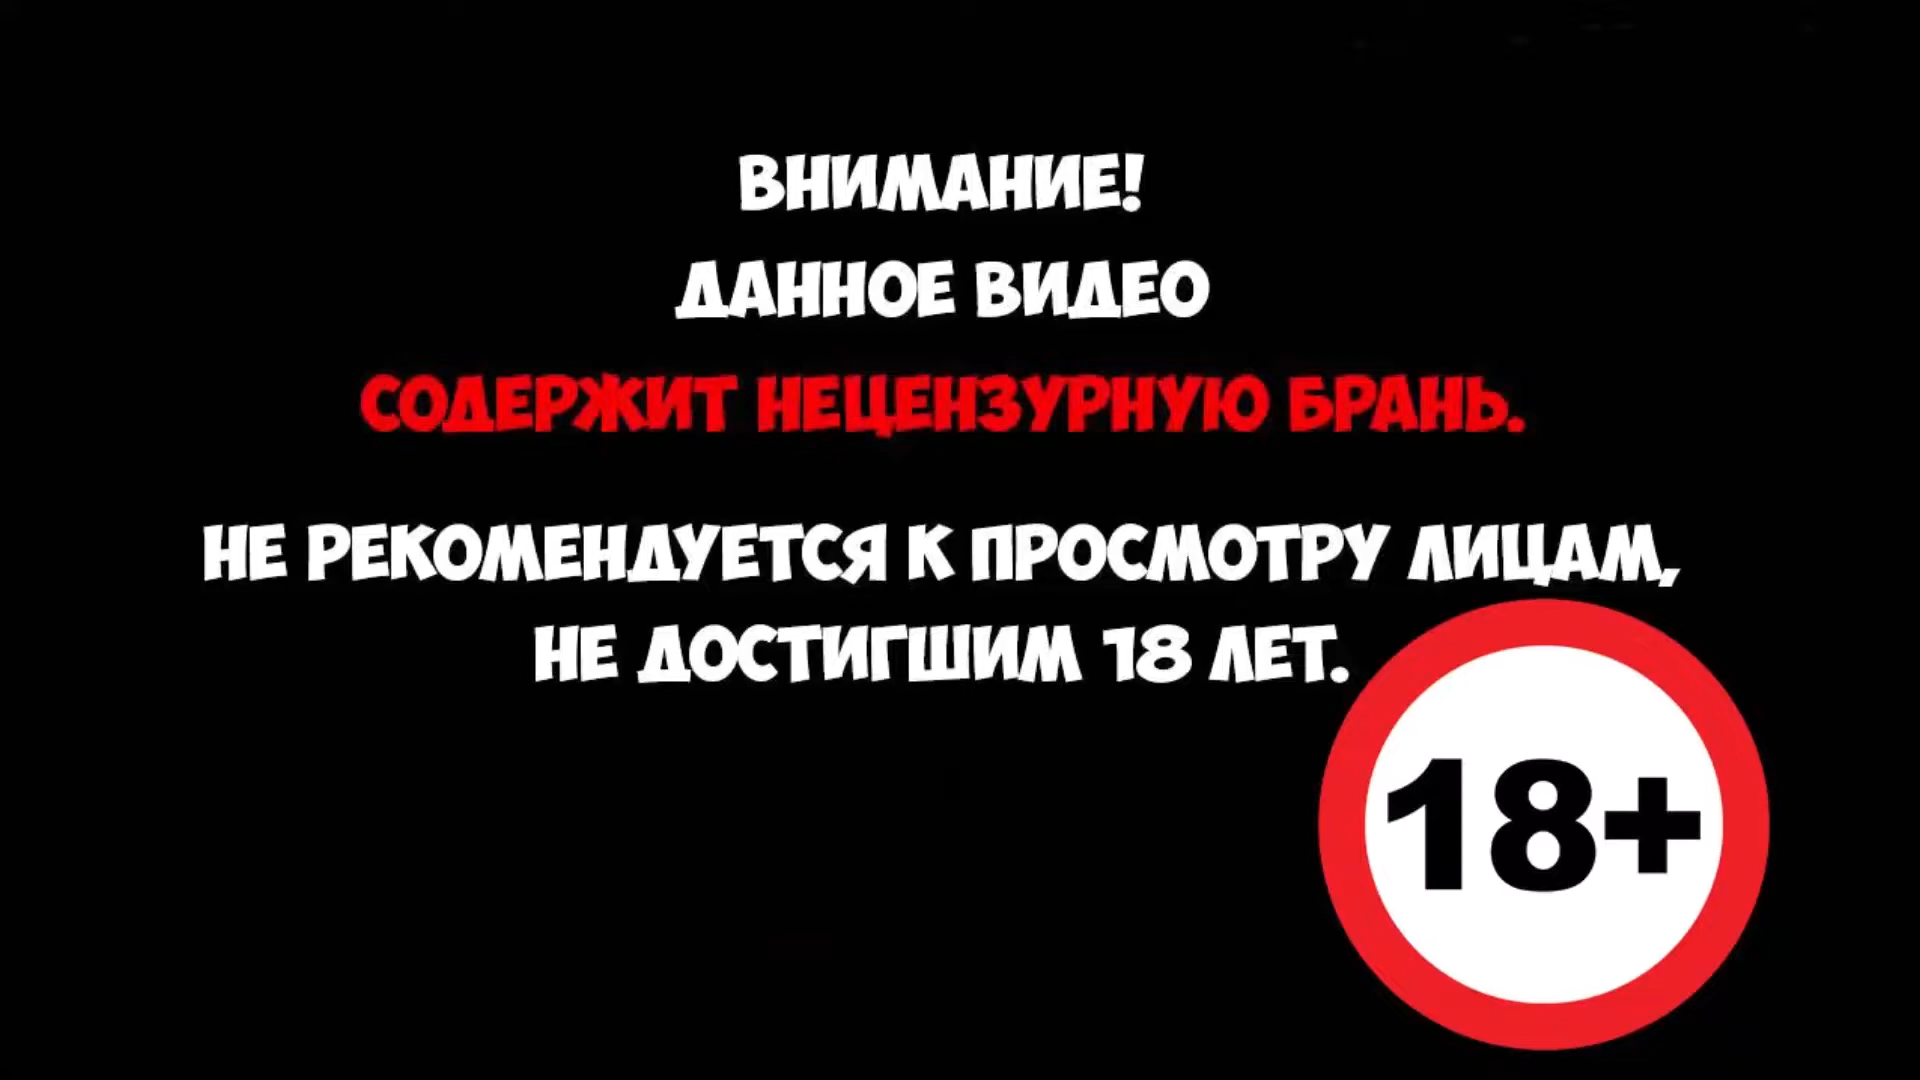 ВНИМАНИЕ!
ДАННОЕ ВИДЕО
СОДЕРЖИТ НЕЦЕНЗУРНУЮ БРАНЬ.
НЕ РЕКОМЕНДУЕТСЯ К ПРОСМОТРУ ЛИЦАМ,
НЕ ДОСТИГШИМ 18 ЛЕТ.
18+